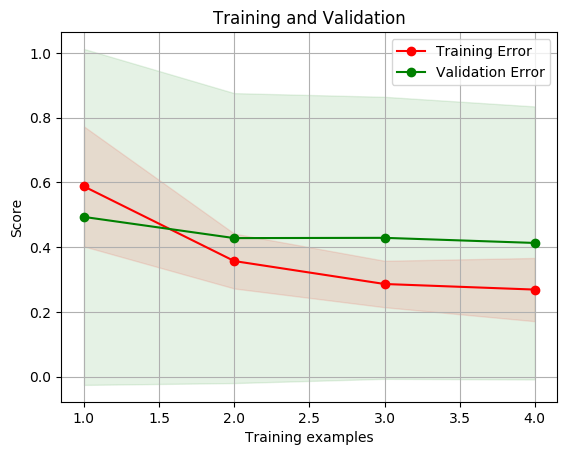 Training and Validation
Training Error
Validation Error
1.0
0.8
0.6
0.4
0.2
0.0
Score
1.0
1.5
2.0
2.5
3.0
3.5
4.0
Training examples